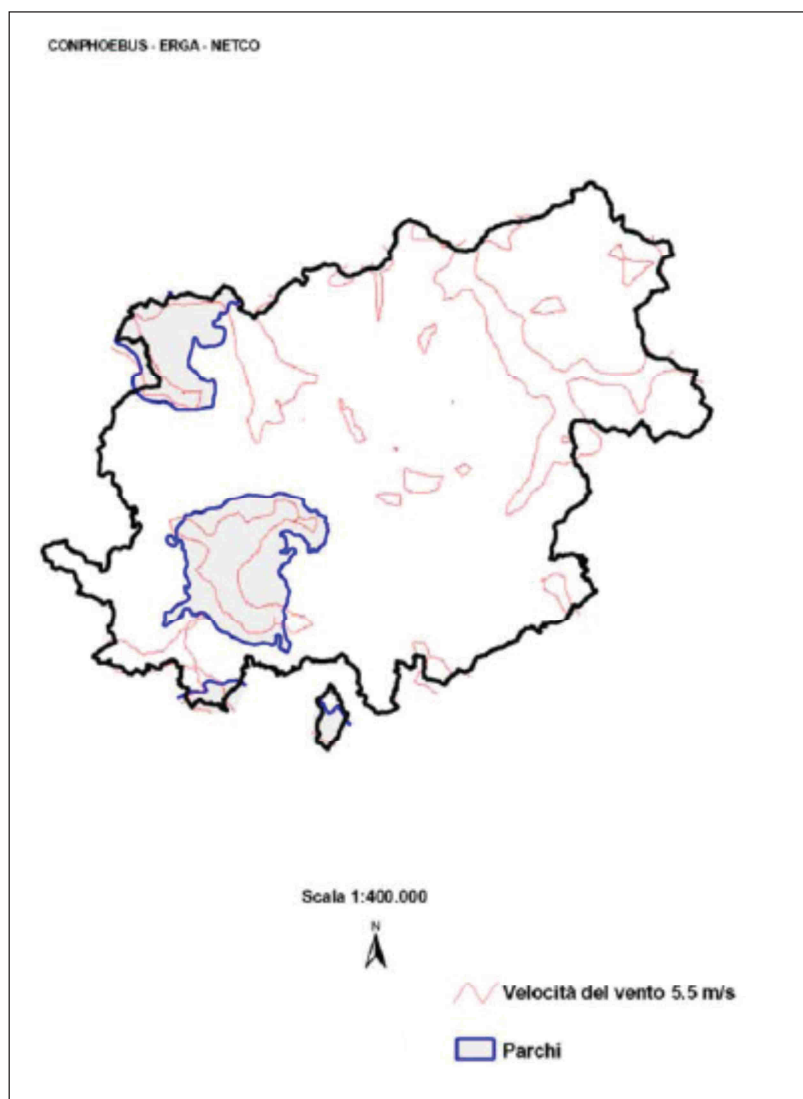 CONPHOEBUS - ERGA - NETCO
Scala 1:400.000
N
Velocità del vento 5.5 m/s
Parchi